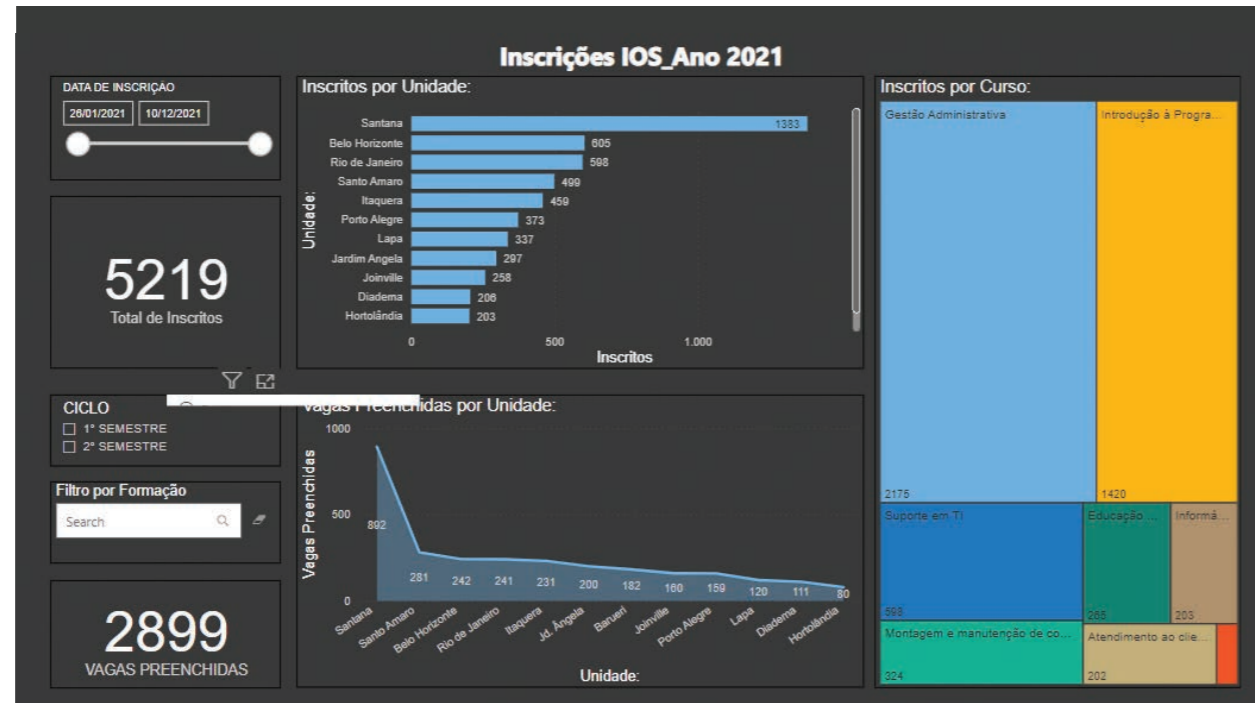 Inscrições IOS_Ano 2021
DATA DE INSCRIÇÃO
26/01/2021 10/12/2021
5219
Total de Inscritos
CICLO
1° SEMESTRE
2° SEMESTRE
Filtro por Formação
Search
2899
VAGAS PREENCHIDAS
Inscritos por Unidade:
Unidade:
Santana 1383
Belo Horizonte 605
Rio de Janeiro 598
Santo Amaro 499
Itaquera 459
Porto Alegre 373
Lapa 337
Jardim Angela 297
Joinville 258
Diadema 206
Hortolândia 203
0 500 1.000
Inscritos
Vagas Preenchidas por Unidade:
Vagas Preenchidas
1000
500
0
892 281 242 241 231 200 182 160 159 120 111 80
Santana Santo Amaro Belo Horizonte Rio de Janeiro Itaquera Jd. Ângela Barueri Joinville Porto Alegre Lapa Diadema Hortolândia
Unidade:
Inscritos por Curso:
Gestão Administrativa
2175
Introdução à Progra...
1420
Suporte em TI
598
Educação ...
265
Informá...
203
Montagem e manutenção de co...
324
Atendimento ao clie...
202